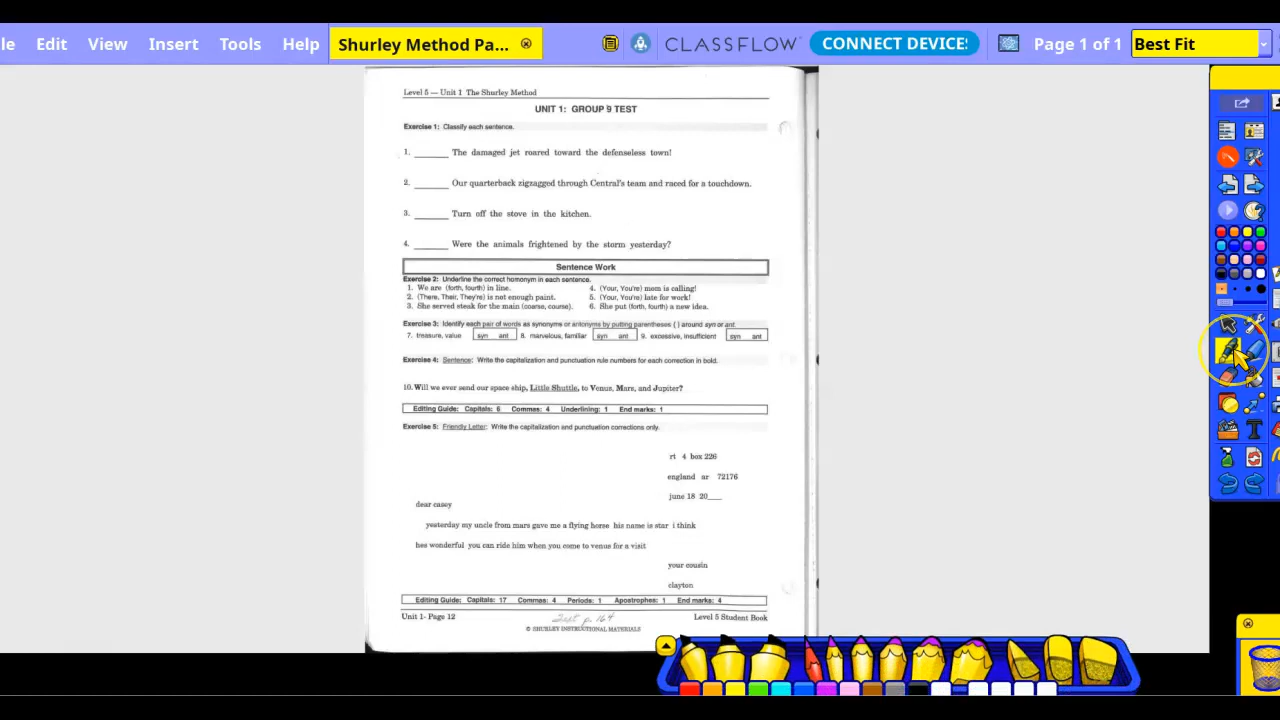 le Edit View Insert Tools Help Shurley Method Pa... CLASSFLOW CONNECT DEVICES Page 1 of 1 Best Fit
Level 5 — Unit 1 The Shurley Method
UNIT 1: GROUP 9 TEST
Exercise 1: Classify each sentence.
1. ______ The damaged jet roared toward the defenseless town!
2. ______ Our quarterback zigzagged through Central's team and raced for a touchdown.
3. ______ Turn off the stove in the kitchen.
4. ______ Were the animals frightened by the storm yesterday?
Sentence Work
Exercise 2: Underline the correct homonym in each sentence.
1. We are (forth, fourth) in line. 4. (Your, You're) mom is calling!
2. (There, Their, They're) is not enough paint. 5. (Your, You're) late for work!
3. She served steak for the main (coarse, course). 6. She put (forth, fourth) a new idea.
Exercise 3: Identify each pair of words as synonyms or antonyms by putting parentheses ( ) around syn or ant.
7. treasure, value syn ant 8. marvelous, familiar syn ant 9. excessive, insufficient syn ant
Exercise 4: Sentence: Write the capitalization and punctuation rule numbers for each correction in bold.
10. Will we ever send our space ship, Little Shuttle, to Venus, Mars, and Jupiter?
Editing Guide: Capitals: 6 Commas: 4 Underlining: 1 End marks: 1
Exercise 5: Friendly Letter: Write the capitalization and punctuation corrections only.
rt 4 box 226
england ar 72176
june 18 20___
dear casey
yesterday my uncle from mars gave me a flying horse his name is star i think
hes wonderful you can ride him when you come to venus for a visit
your cousin
clayton
Editing Guide: Capitals: 17 Commas: 4 Periods: 1 Apostrophes: 1 End marks: 4
Unit 1- Page 12 p. 164 Level 5 Student Book
© SHURLEY INSTRUCTIONAL MATERIALS